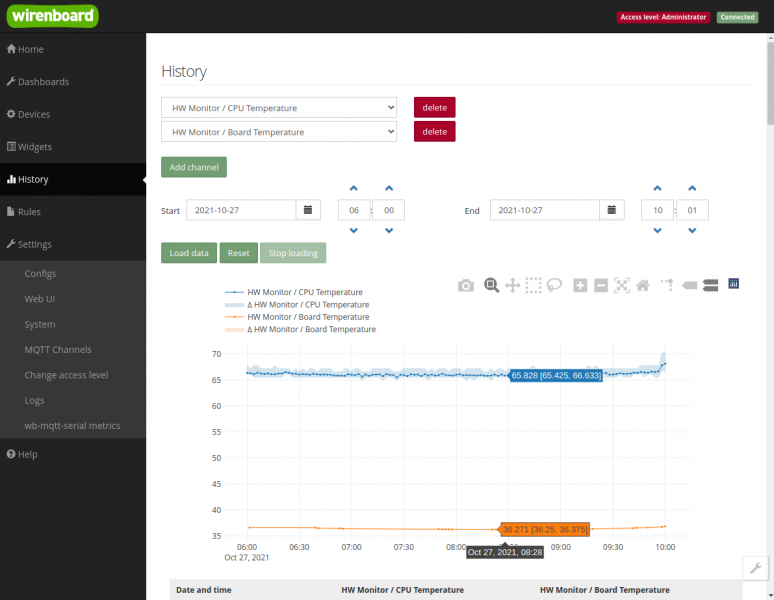 wirenboard
Access level: Administrator
Connected
Home
Dashboards
Devices
Widgets
History
Rules
Settings
Configs
Web UI
System
MQTT Channels
Change access level
Logs
wb-mqtt-serial metrics
Help
History
HW Monitor / CPU Temperature
delete
HW Monitor / Board Temperature
delete
Add channel
Start
2021-10-27
06 : 00
End
2021-10-27
10 : 01
Load data
Reset
Stop loading
HW Monitor / CPU Temperature
Δ HW Monitor / CPU Temperature
HW Monitor / Board Temperature
Δ HW Monitor / Board Temperature
70
65
60
55
50
45
40
35
65.828 [65.425, 66.633]
36.271 [36.25, 36.375]
06:00 06:30 07:00 07:30 08:00 09:00 09:30 10:00
Oct 27, 2021
Oct 27, 2021, 08:28
Date and time HW Monitor / CPU Temperature HW Monitor / Board Temperature